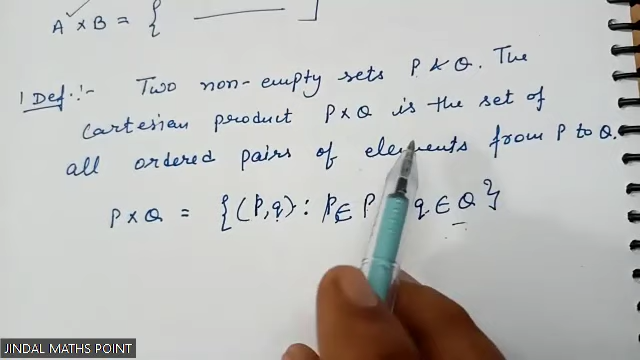 A × B = { ——— }
Def:- Two non-empty sets P & Q. The
Cartesian product P×Q is the set of
all ordered pairs of elements from P to Q.
P×Q = {(p,q) : p∈P q∈Q}
JINDAL MATHS POINT